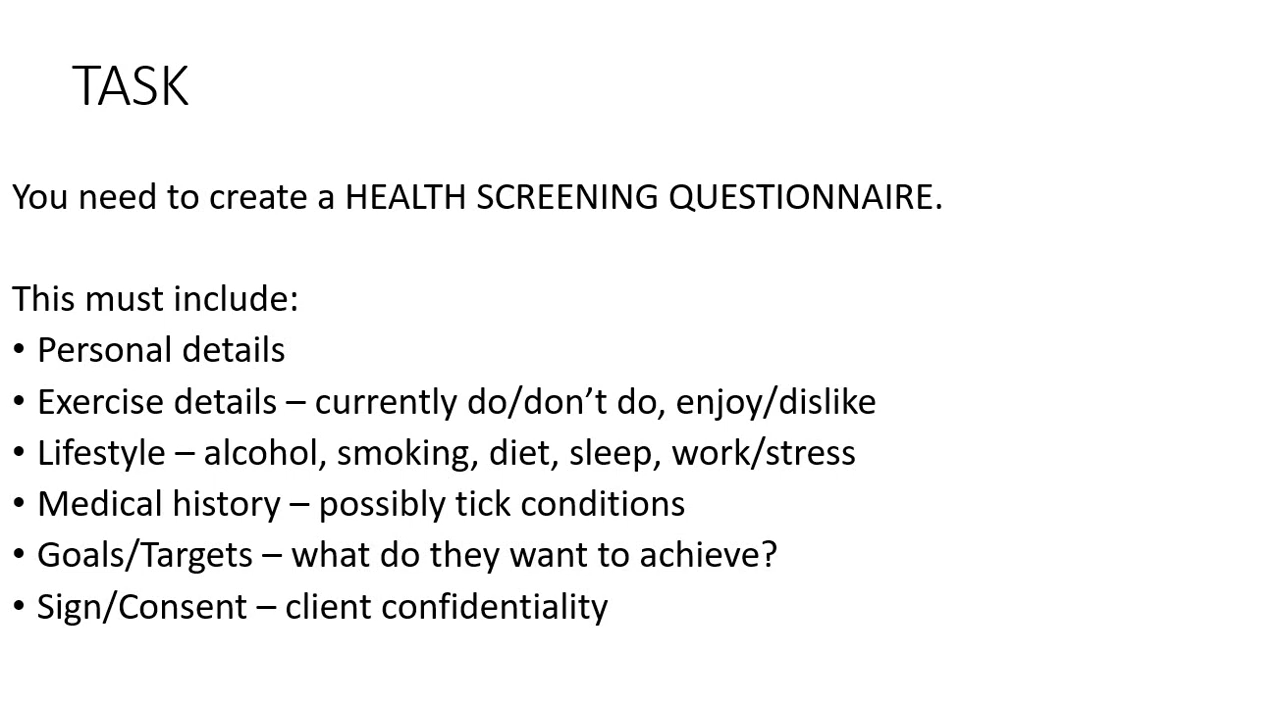 TASK
You need to create a HEALTH SCREENING QUESTIONNAIRE.
This must include:
• Personal details
• Exercise details – currently do/don’t do, enjoy/dislike
• Lifestyle – alcohol, smoking, diet, sleep, work/stress
• Medical history – possibly tick conditions
• Goals/Targets – what do they want to achieve?
• Sign/Consent – client confidentiality